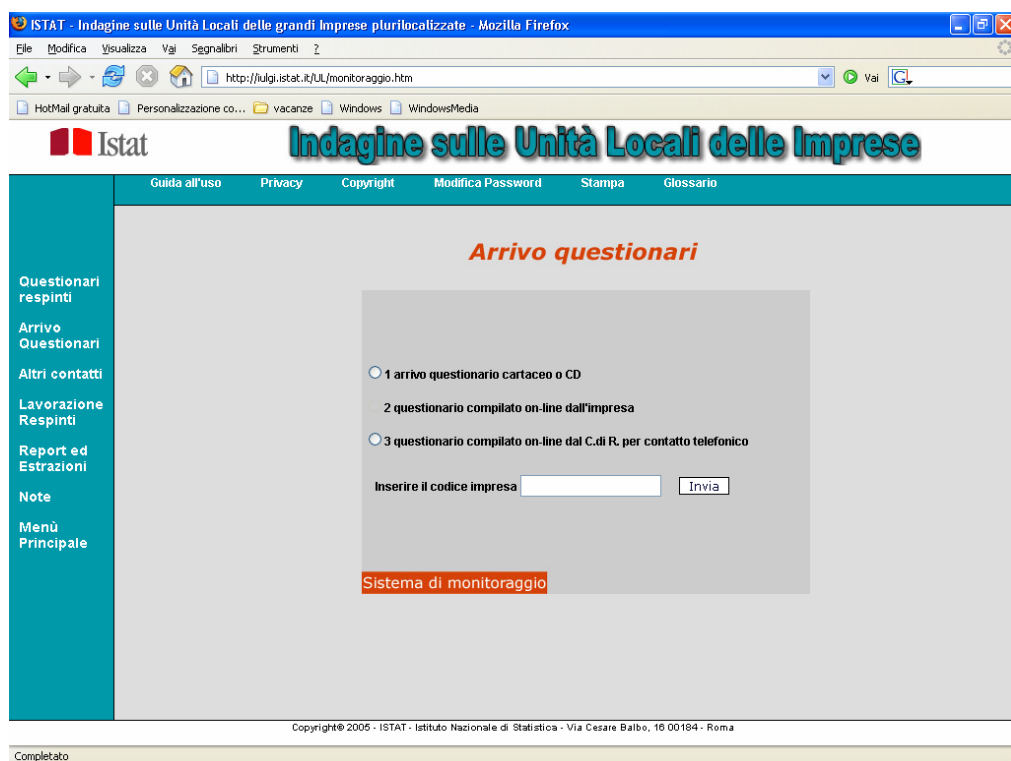 ISTAT - Indagine sulle Unità Locali delle grandi Imprese plurilocalizzate - Mozilla Firefox
File Modifica Visualizza Vai Segnalibri Strumenti ?
http://iulgi.istat.it/UL/monitoraggio.htm Vai G
HotMail gratuita Personalizzazione co... vacanze Windows WindowsMedia
Istat Indagine sulle Unità Locali delle Imprese
Guida all'uso Privacy Copyright Modifica Password Stampa Glossario
Arrivo questionari
Questionari
respinti
Arrivo
Questionari
Altri contatti
Lavorazione
Respinti
Report ed
Estrazioni
Note
Menù
Principale
1 arrivo questionario cartaceo o CD
2 questionario compilato on-line dall'impresa
3 questionario compilato on-line dal C.di R. per contatto telefonico
Inserire il codice impresa Invia
Sistema di monitoraggio
Copyright® 2005 - ISTAT - Istituto Nazionale di Statistica - Via Cesare Balbo, 16 00184 - Roma
Completato